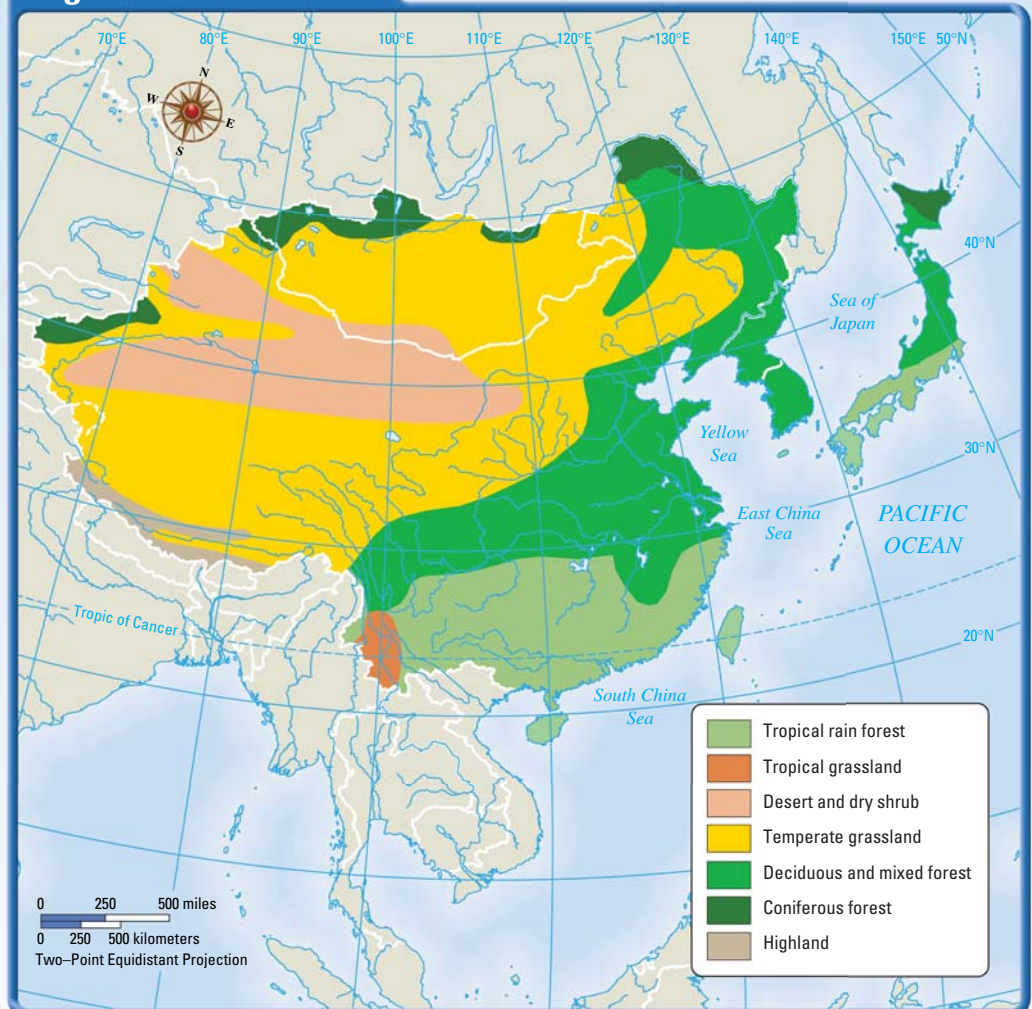 70°E 80°E 90°E 100°E 110°E 120°E 130°E 140°E 150°E 50°N
N
W
E
S
40°N
Sea of
Japan
Yellow
Sea
30°N
East China
Sea
PACIFIC
OCEAN
Tropic of Cancer
20°N
South China
Sea
Tropical rain forest
Tropical grassland
Desert and dry shrub
Temperate grassland
Deciduous and mixed forest
Coniferous forest
Highland
0 250 500 miles
0 250 500 kilometers
Two–Point Equidistant Projection